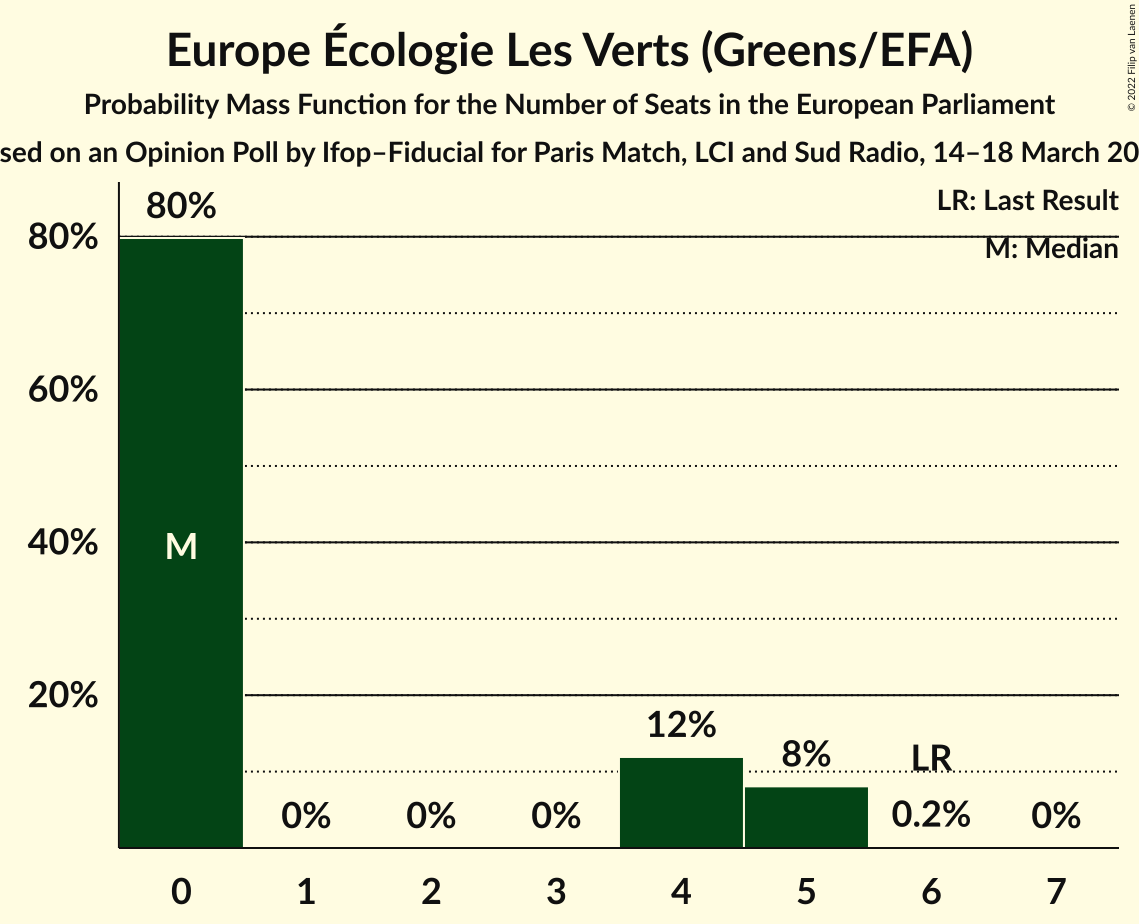 Europe Écologie Les Verts (Greens/EFA)
Probability Mass Function for the Number of Seats in the European Parliament
on an Opinion Poll by Ifop–Fiducial for Paris Match, LCI and Sud Radio, 14–18 March
© 2022 Filip van Laenen
LR: Last Result
M: Median
80%
80%
60%
40%
20%
M
0%
0%
0%
12%
8%
LR
0.2%
0%
0 1 2 3 4 5 6 7